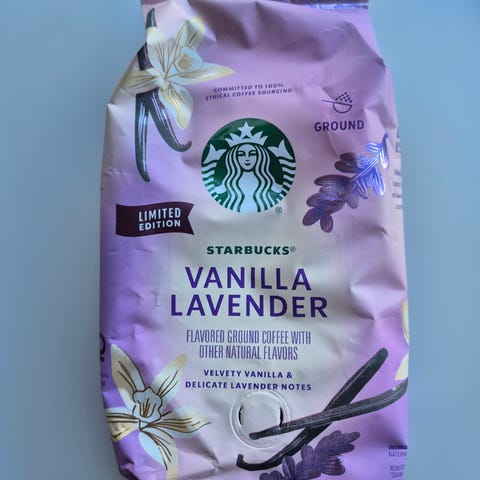 COMMITTED TO 100%
ETHICAL COFFEE SOURCING
GROUND
LIMITED
EDITION
STARBUCKS®
VANILLA
LAVENDER
FLAVORED GROUND COFFEE WITH
OTHER NATURAL FLAVORS
VELVETY VANILLA &
DELICATE LAVENDER NOTES